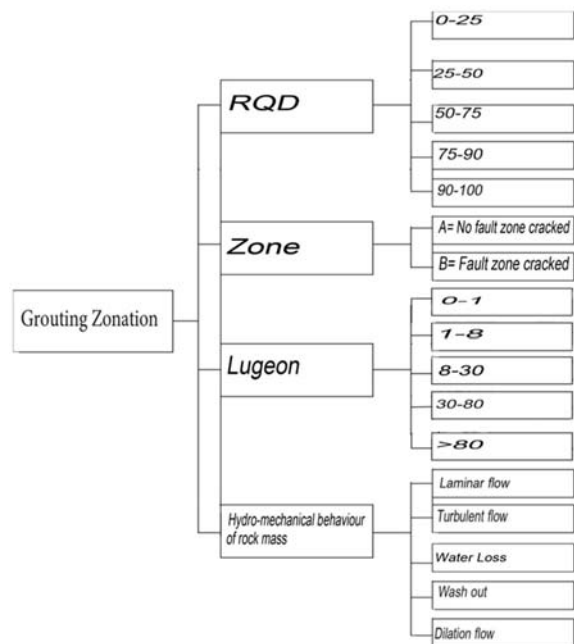 Grouting Zonation
RQD
0-25
25-50
50-75
75-90
90-100
Zone
A= No fault zone cracked
B= Fault zone cracked
Lugeon
0-1
1-8
8-30
30-80
>80
Hydro-mechanical behaviour
of rock mass
Laminar flow
Turbulent flow
Water Loss
Wash out
Dilation flow